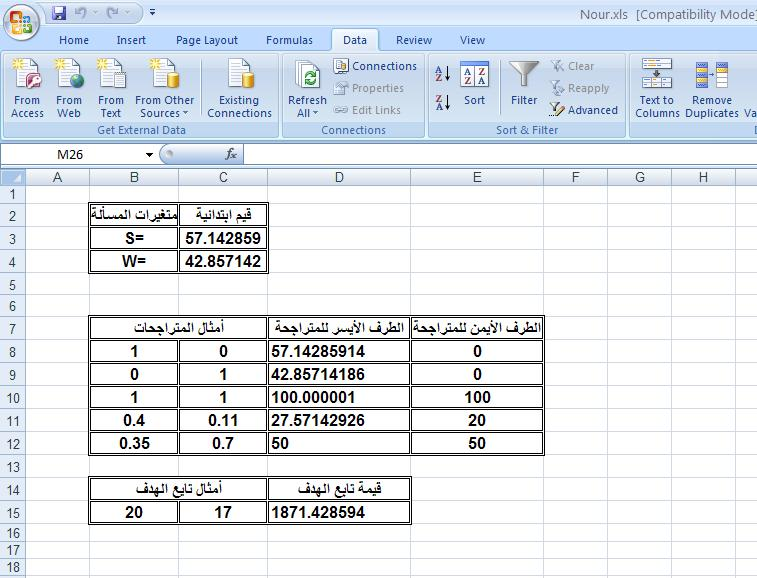 Nour.xls [Compatibility Mode]
Home Insert Page Layout Formulas Data Review View
From Access From Web From Text From Other Sources Existing Connections
Get External Data
Refresh All Connections Properties Edit Links
Connections
Sort Filter Clear Reapply Advanced
Sort & Filter
Text to Columns Remove Duplicates Va
M26 fx
A B C D E F G H
1
2 متغيرات المسألة قيم ابتدائية
3 S= 57.142859
4 W= 42.857142
5
6
7 أمثال المتراجحات الطرف الأيسر للمتراجحة الطرف الأيمن للمتراجحة
8 1 0 57.14285914 0
9 0 1 42.85714186 0
10 1 1 100.000001 100
11 0.4 0.11 27.57142926 20
12 0.35 0.7 50 50
13
14 أمثال تابع الهدف قيمة تابع الهدف
15 20 17 1871.428594
16
17
18